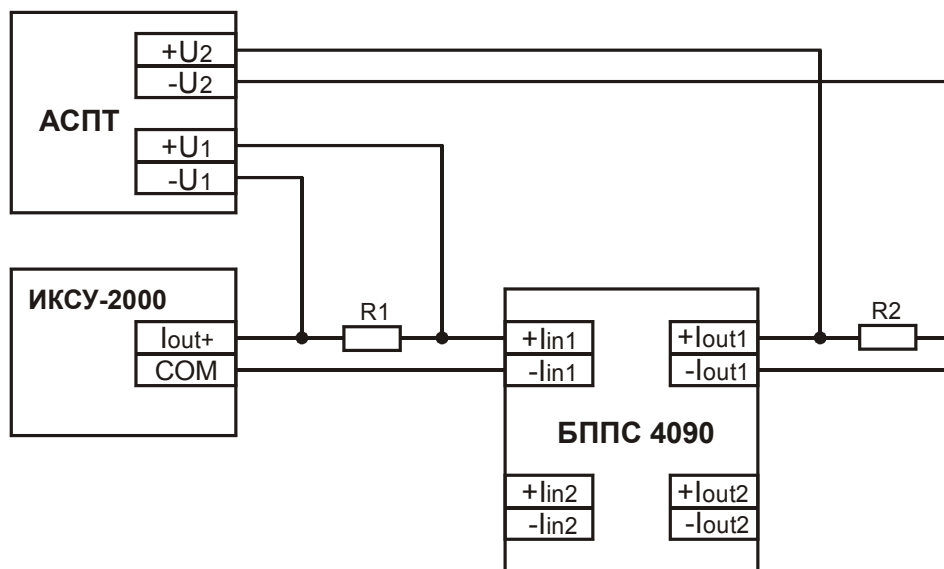 +U2
-U2
АСПТ
+U1
-U1
ИКСУ-2000
Iout+
COM
R1
R2
+Iin1
-Iin1
+Iout1
-Iout1
БППС 4090
+Iin2
-Iin2
+Iout2
-Iout2